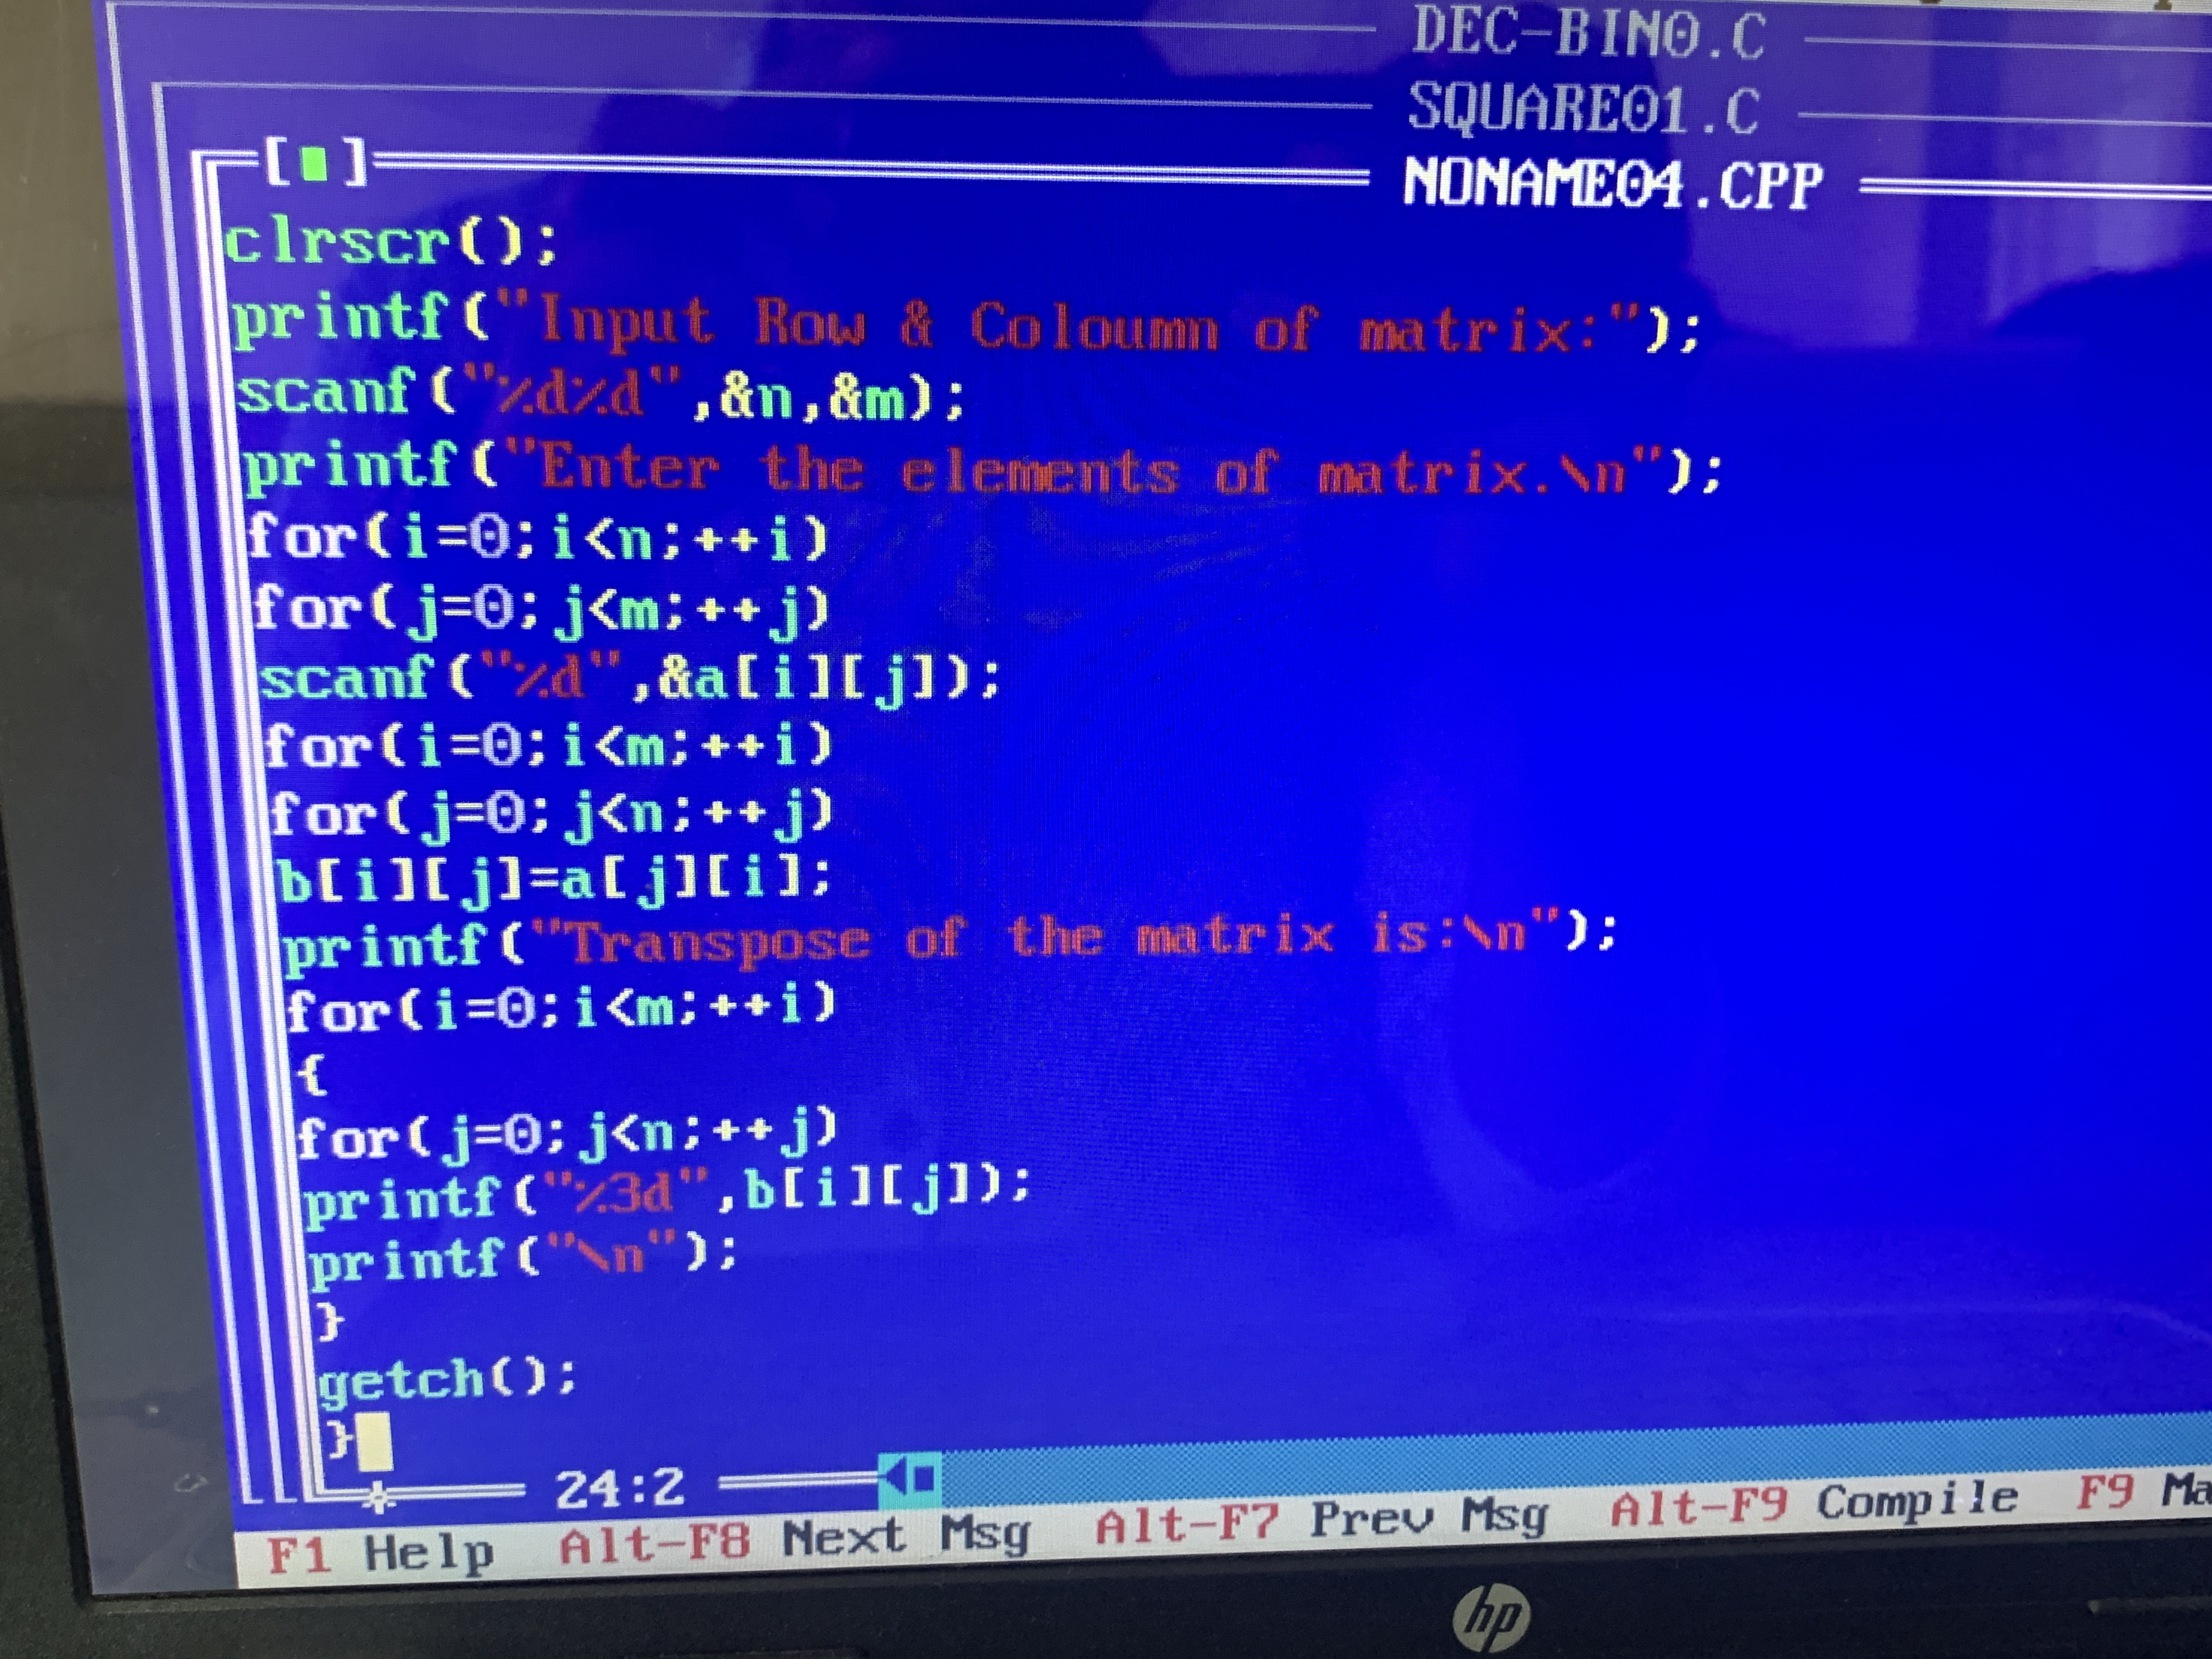 DEC-BIN0.C
SQUARE01.C
[■]
NONAME04.CPP
clrscr();
printf("Input Row & Coloumn of matrix:");
scanf("%d%d",&n,&m);
printf("Enter the elements of matrix.\n");
for(i=0;i<n;++i)
for(j=0;j<m;++j)
scanf("%d",&a[i][j]);
for(i=0;i<m;++i)
for(j=0;j<n;++j)
b[i][j]=a[j][i];
printf("Transpose of the matrix is:\n");
for(i=0;i<m;++i)
{
for(j=0;j<n;++j)
printf("%3d",b[i][j]);
printf("\n");
}
getch();
}
24:2
F1 Help Alt-F8 Next Msg Alt-F7 Prev Msg Alt-F9 Compile F9 Ma
hp